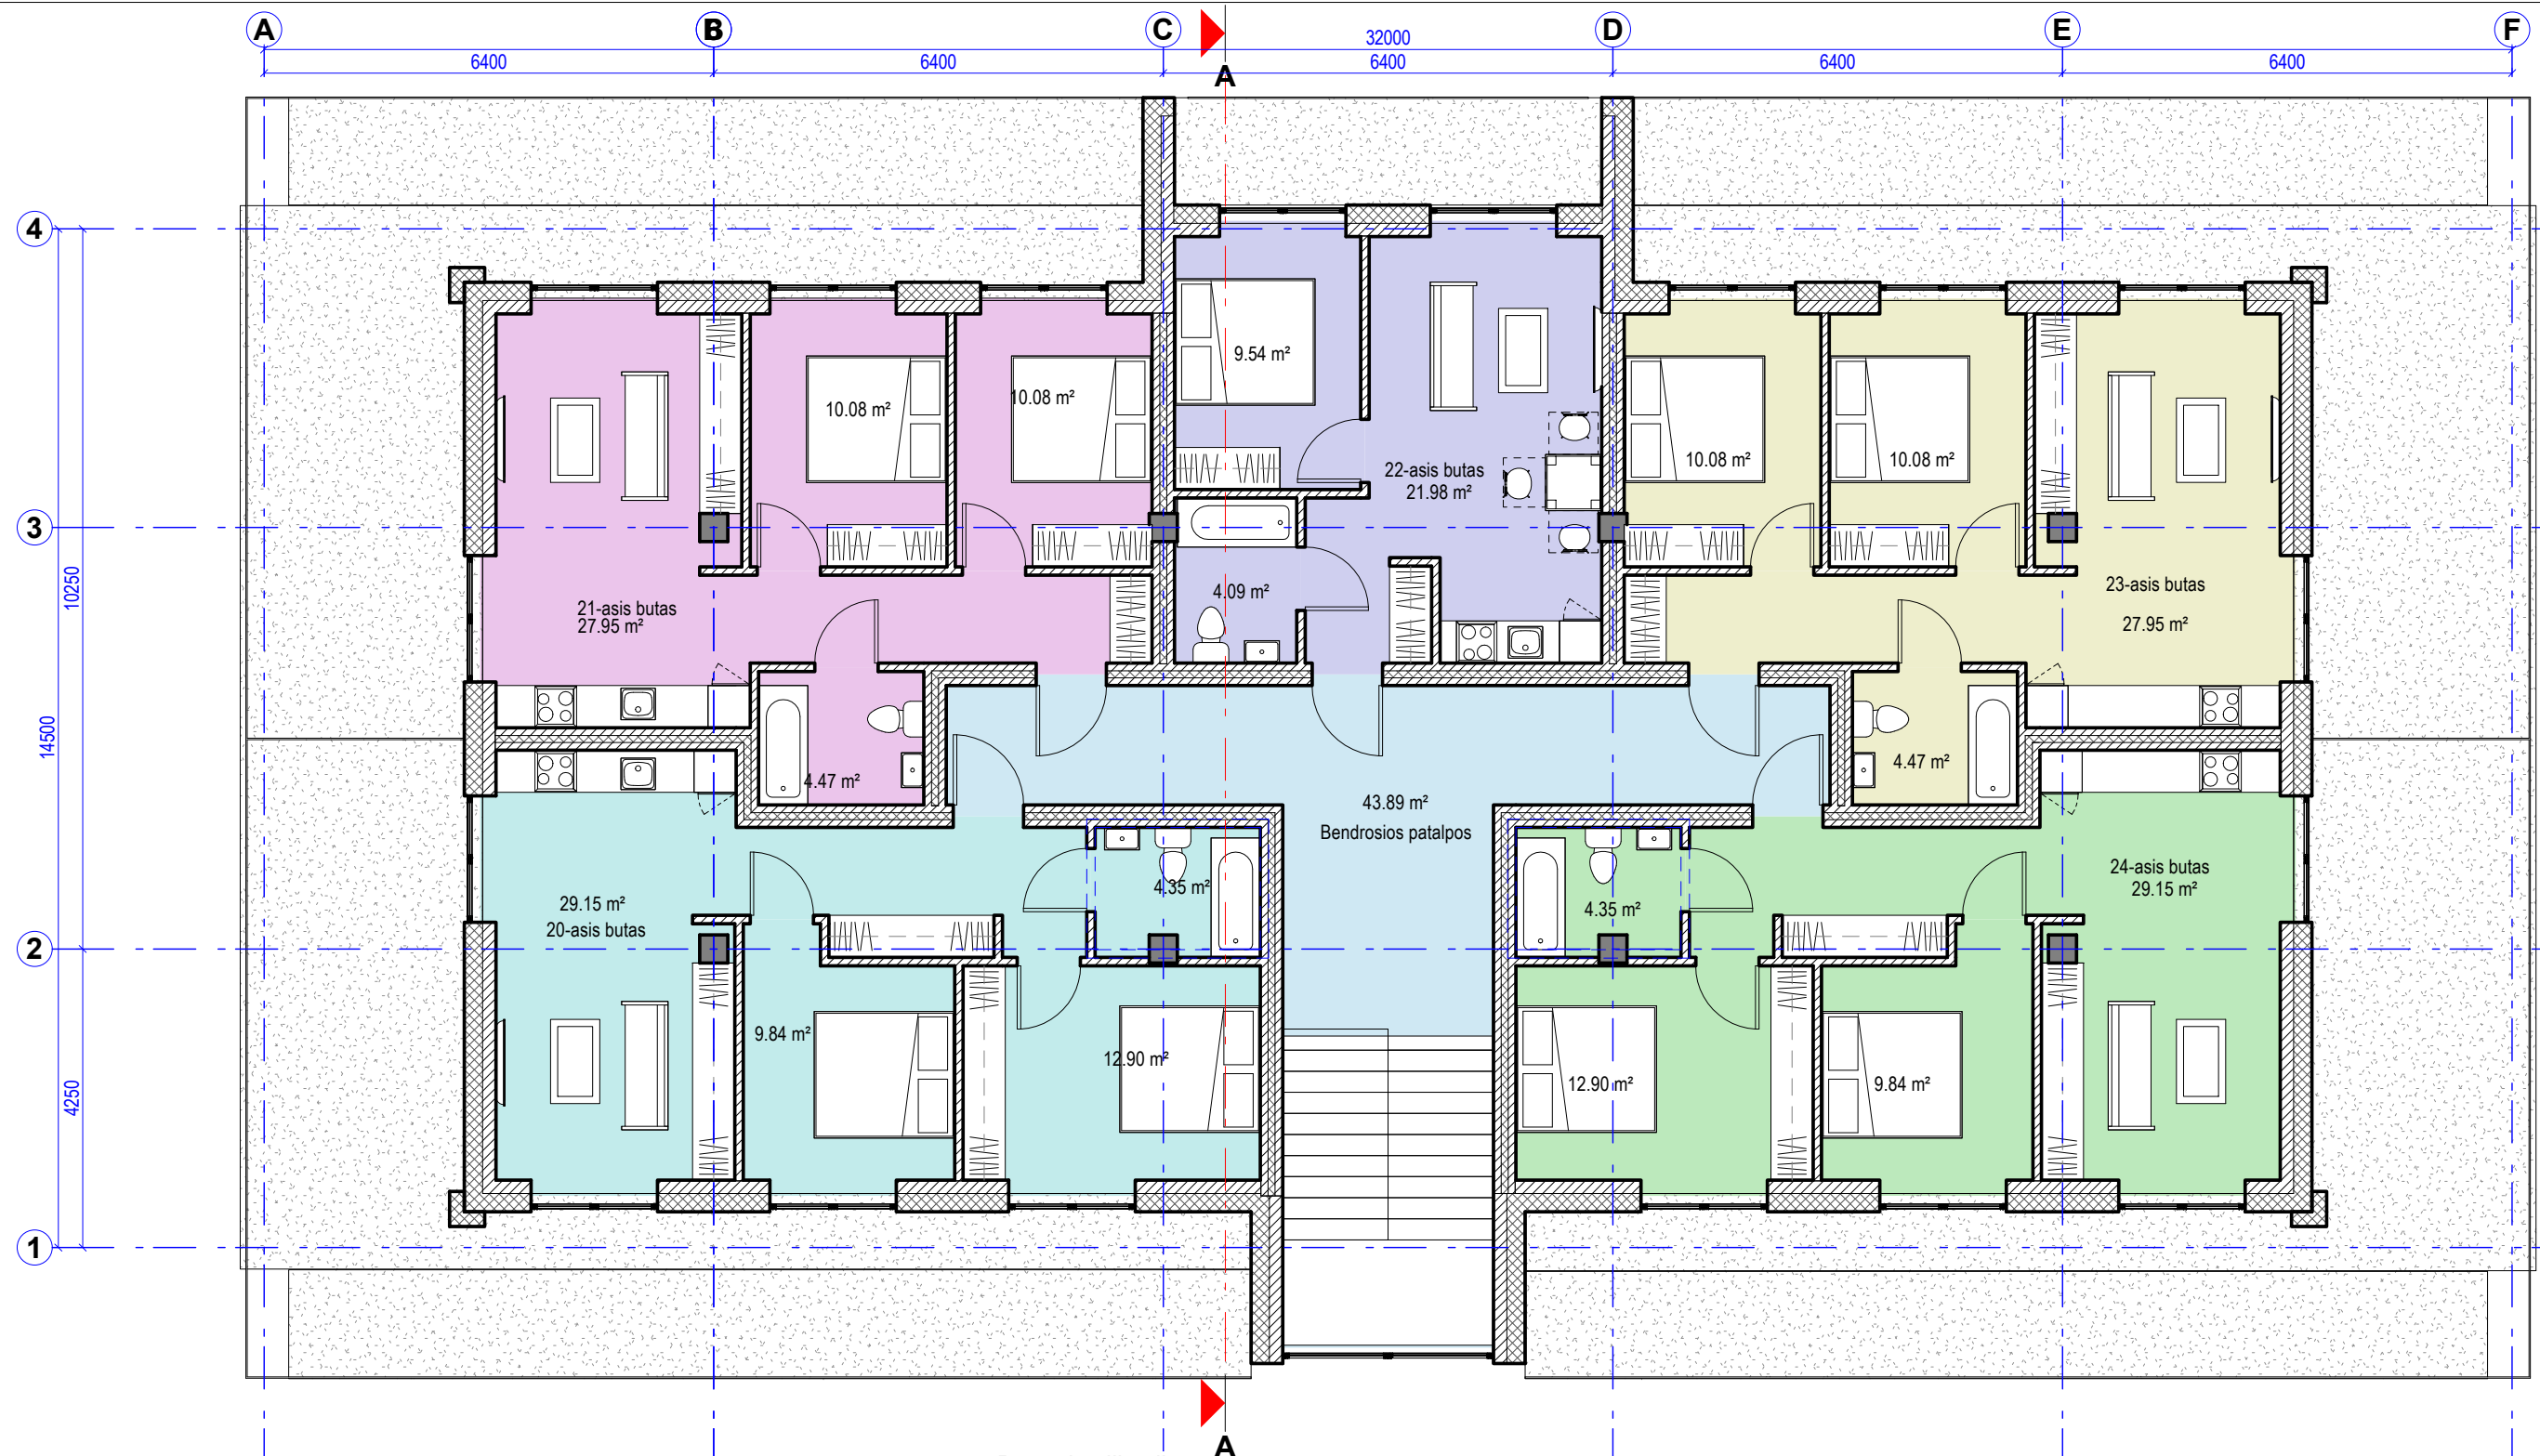 A
B
C
D
E
F
32000
6400
6400
6400
6400
6400
A
4
3
2
1
10250
14500
4250
9.54 m²
10.08 m²
10.08 m²
22-asis butas
21.98 m²
10.08 m²
10.08 m²
21-asis butas
27.95 m²
4.09 m²
23-asis butas
27.95 m²
4.47 m²
4.47 m²
43.89 m²
Bendrosios patalpos
29.15 m²
20-asis butas
4.35 m²
4.35 m²
24-asis butas
29.15 m²
9.84 m²
12.90 m²
12.90 m²
9.84 m²
A